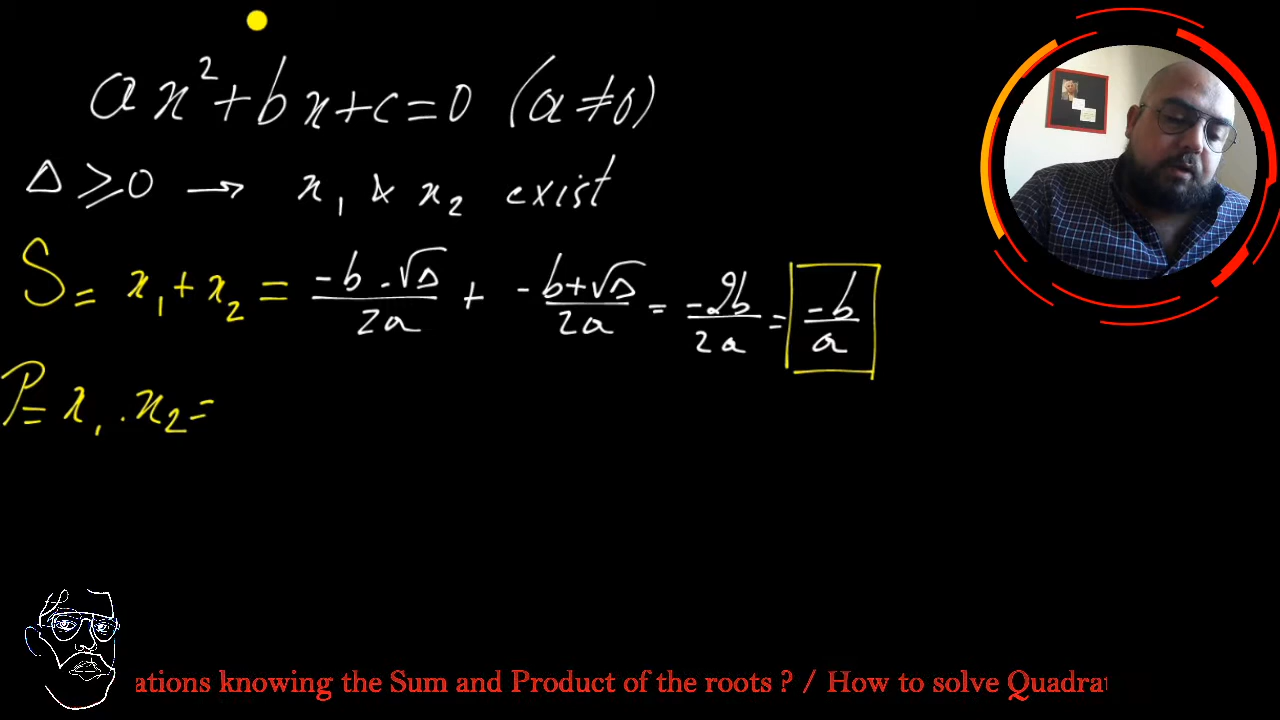 ax²+bx+c=0 (a≠0)
Δ⩾0 → x₁ & x₂ exist
S= x₁+x₂ = (-b-√Δ)/2a + (-b+√Δ)/2a = -2b/2a = -b/a
P= x₁.x₂=
ations knowing the Sum and Product of the roots ? / How to solve Quadrat